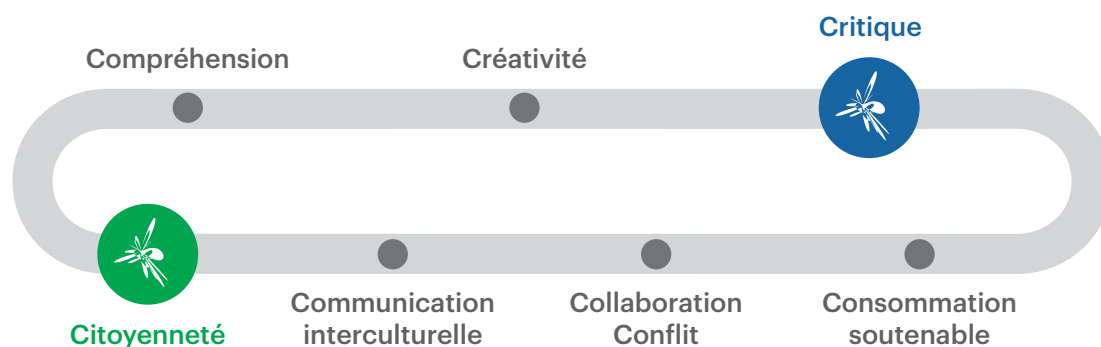 Critique
Compréhension
Créativité
Citoyenneté
Communication
interculturelle
Collaboration
Conflit
Consommation
soutenable